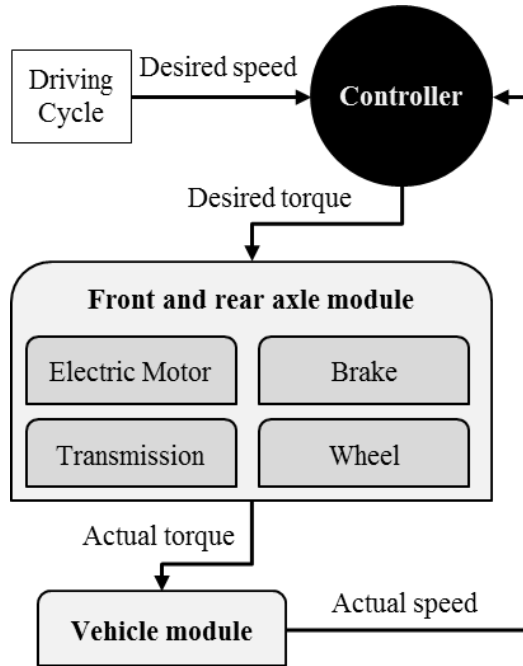 Driving
Cycle
Desired speed
Controller
Desired torque
Front and rear axle module
Electric Motor
Brake
Transmission
Wheel
Actual torque
Vehicle module
Actual speed